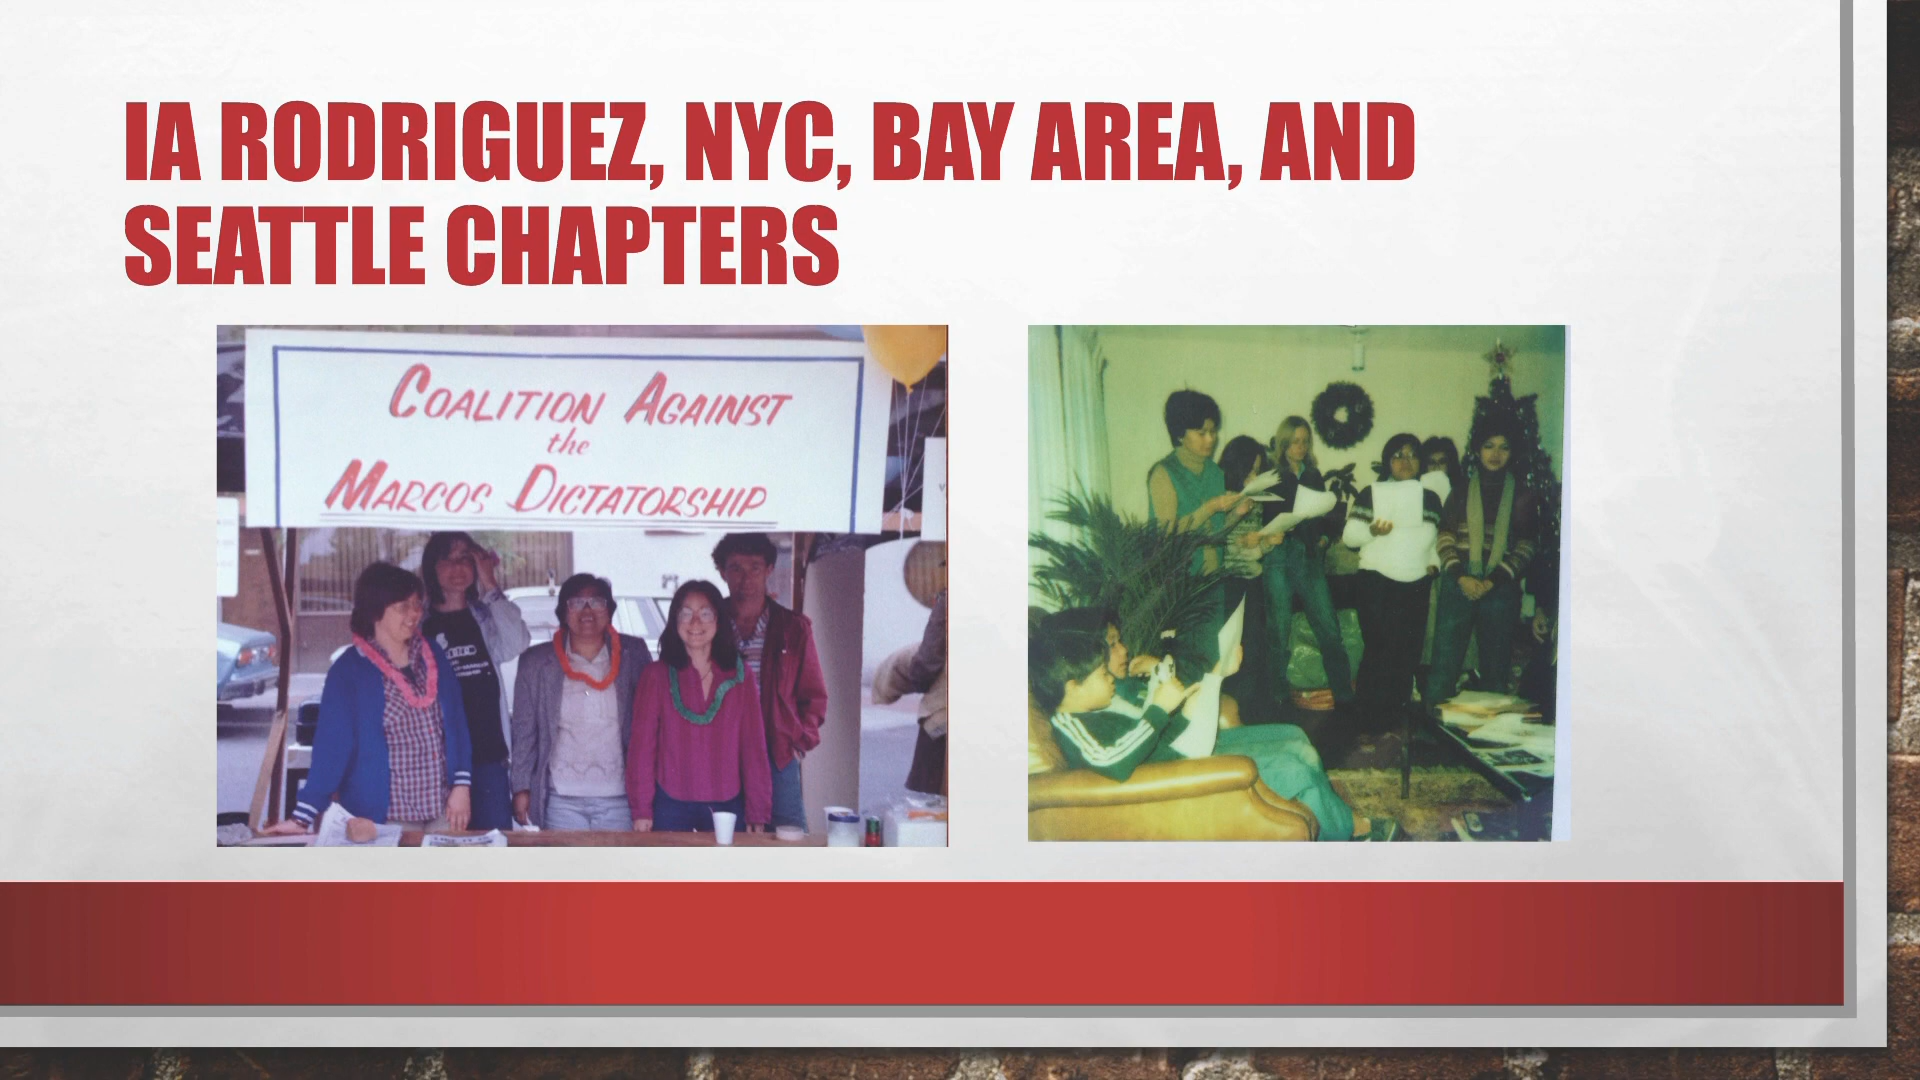 IA RODRIGUEZ, NYC, BAY AREA, AND
SEATTLE CHAPTERS
COALITION AGAINST
the
MARCOS DICTATORSHIP